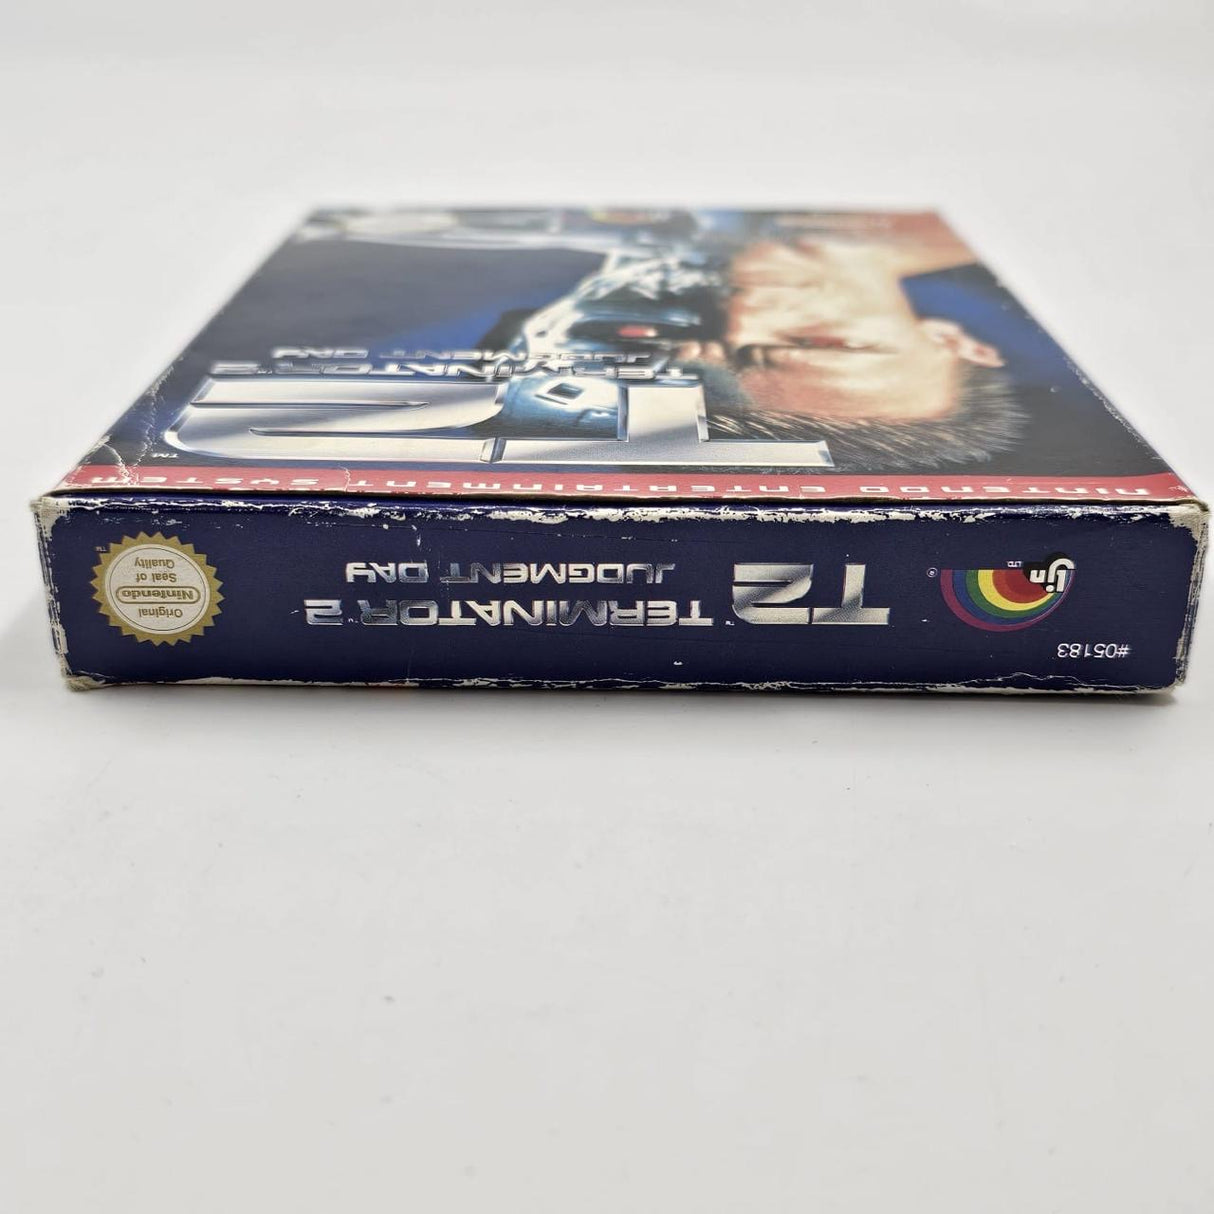 NINTENDO ENTERTAINMENT SYSTEM
T2
TM
TERMINATOR 2
JUDGMENT DAY
#05183
LJN
LTD
®
T2
TM
TERMINATOR 2
JUDGMENT DAY
Original
Nintendo
Seal of
Quality
TM